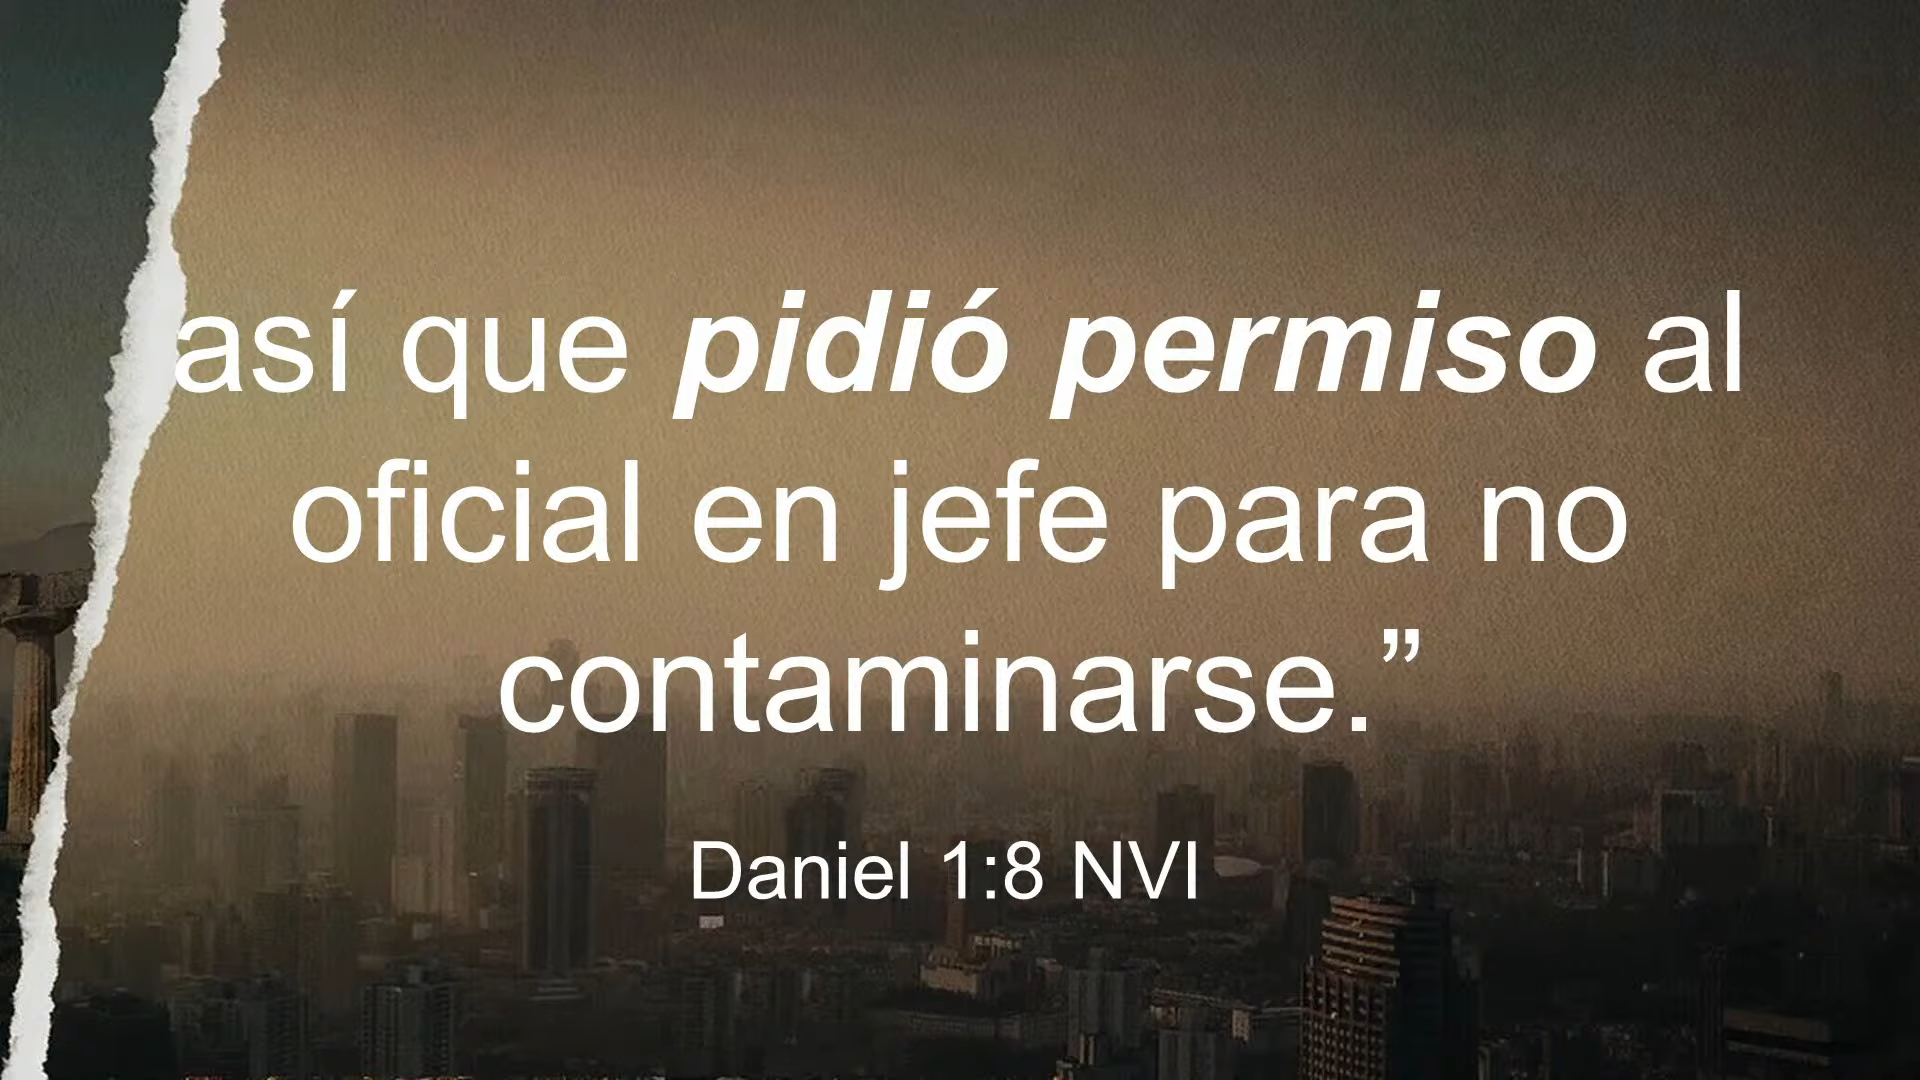 así que pidió permiso al
oficial en jefe para no
contaminarse.”
Daniel 1:8 NVI